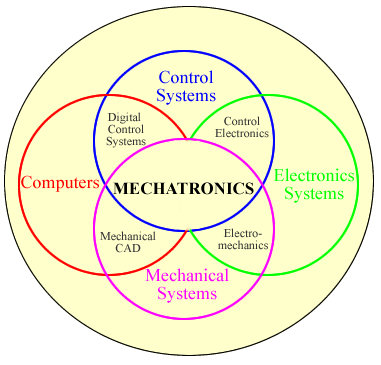 Control
Systems
Digital
Control
Systems
Control
Electronics
Computers
MECHATRONICS
Electronics
Systems
Mechanical
CAD
Electro-
mechanics
Mechanical
Systems